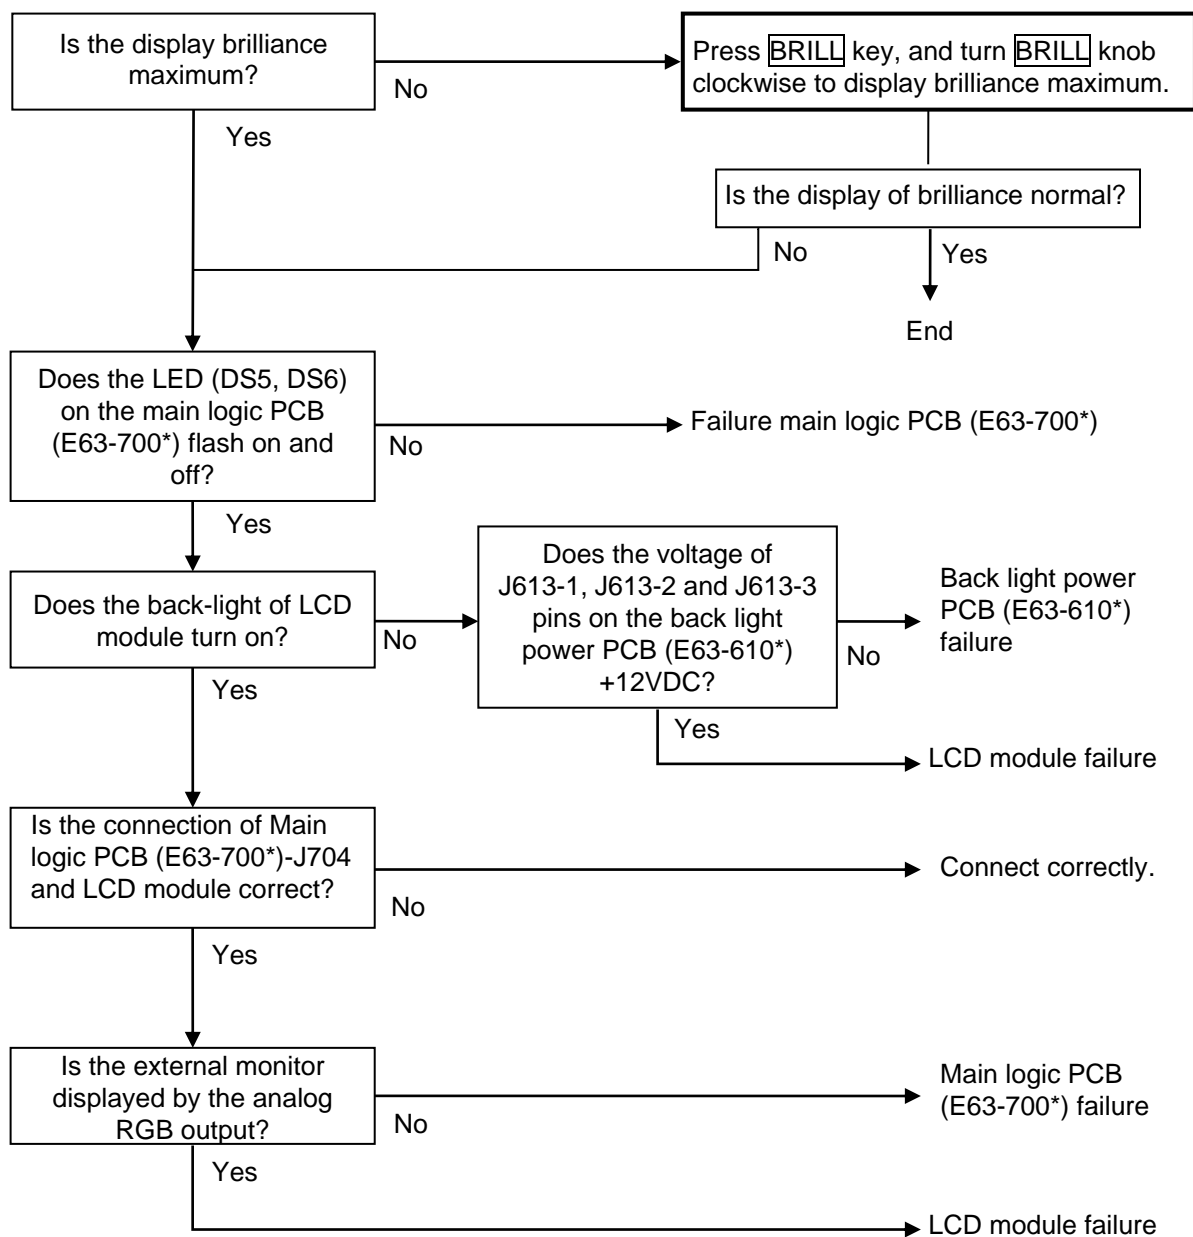 Is the display brilliance
maximum?
No
Press BRILL key, and turn BRILL knob
clockwise to display brilliance maximum.
Yes
Is the display of brilliance normal?
No
Yes
End
Does the LED (DS5, DS6)
on the main logic PCB
(E63-700*) flash on and
off?
No
Failure main logic PCB (E63-700*)
Yes
Does the back-light of LCD
module turn on?
No
Does the voltage of
J613-1, J613-2 and J613-3
pins on the back light
power PCB (E63-610*)
+12VDC?
No
Back light power
PCB (E63-610*)
failure
Yes
LCD module failure
Yes
Is the connection of Main
logic PCB (E63-700*)-J704
and LCD module correct?
No
Connect correctly.
Yes
Is the external monitor
displayed by the analog
RGB output?
No
Main logic PCB
(E63-700*) failure
Yes
LCD module failure